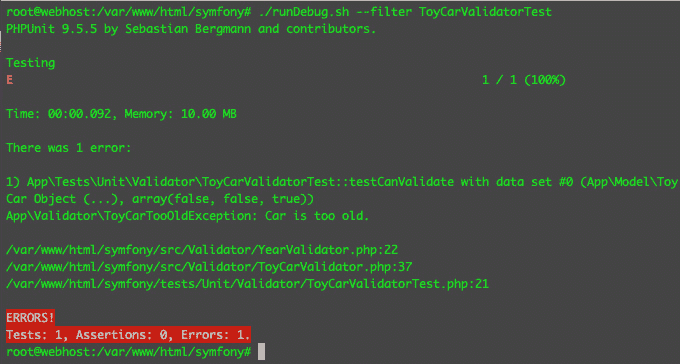 root@webhost:/var/www/html/symfony# ./runDebug.sh --filter ToyCarValidatorTest
PHPUnit 9.5.5 by Sebastian Bergmann and contributors.
Testing
E 1 / 1 (100%)
Time: 00:00.092, Memory: 10.00 MB
There was 1 error:
1) App\Tests\Unit\Validator\ToyCarValidatorTest::testCanValidate with data set #0 (App\Model\Toy
Car Object (...), array(false, false, true))
App\Validator\ToyCarTooOldException: Car is too old.
/var/www/html/symfony/src/Validator/YearValidator.php:22
/var/www/html/symfony/src/Validator/ToyCarValidator.php:37
/var/www/html/symfony/tests/Unit/Validator/ToyCarValidatorTest.php:21
ERRORS!
Tests: 1, Assertions: 0, Errors: 1.
root@webhost:/var/www/html/symfony#